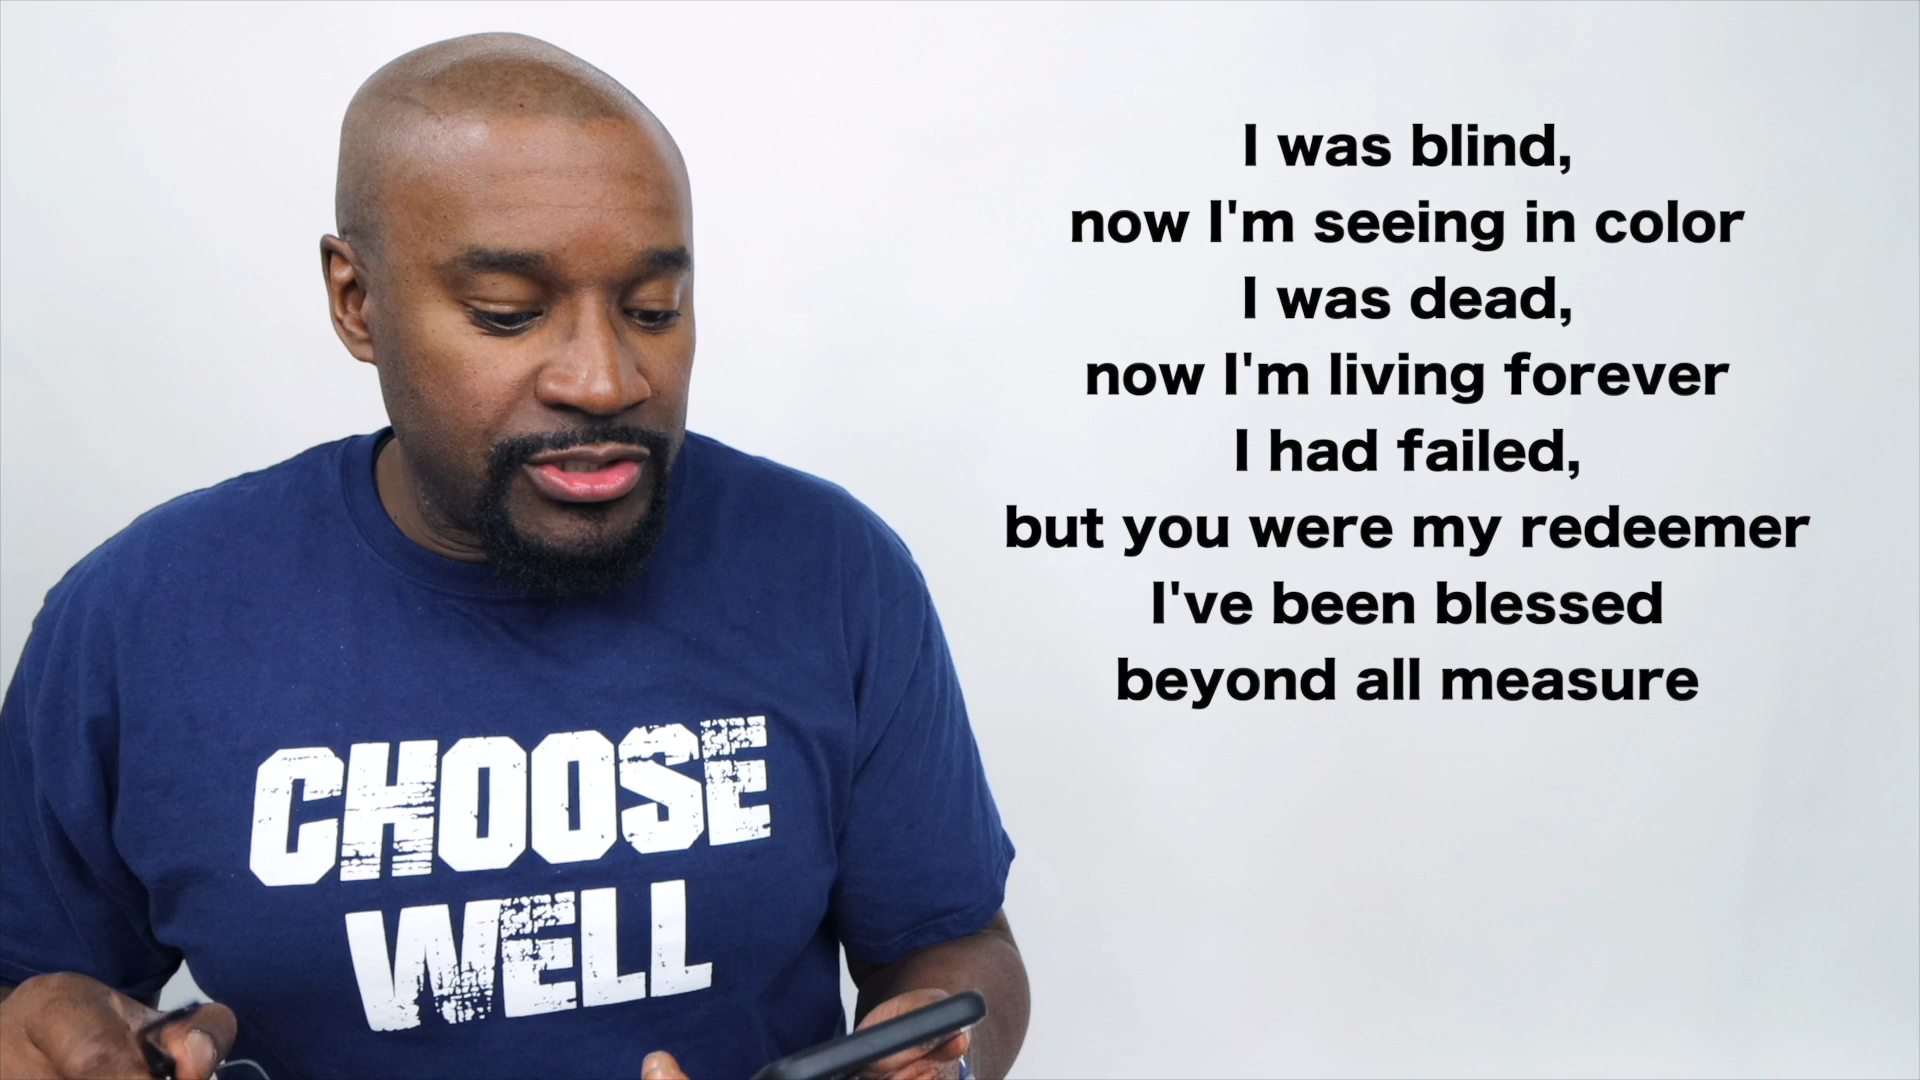 I was blind,
now I'm seeing in color
I was dead,
now I'm living forever
I had failed,
but you were my redeemer
I've been blessed
beyond all measure
CHOOSE
WELL